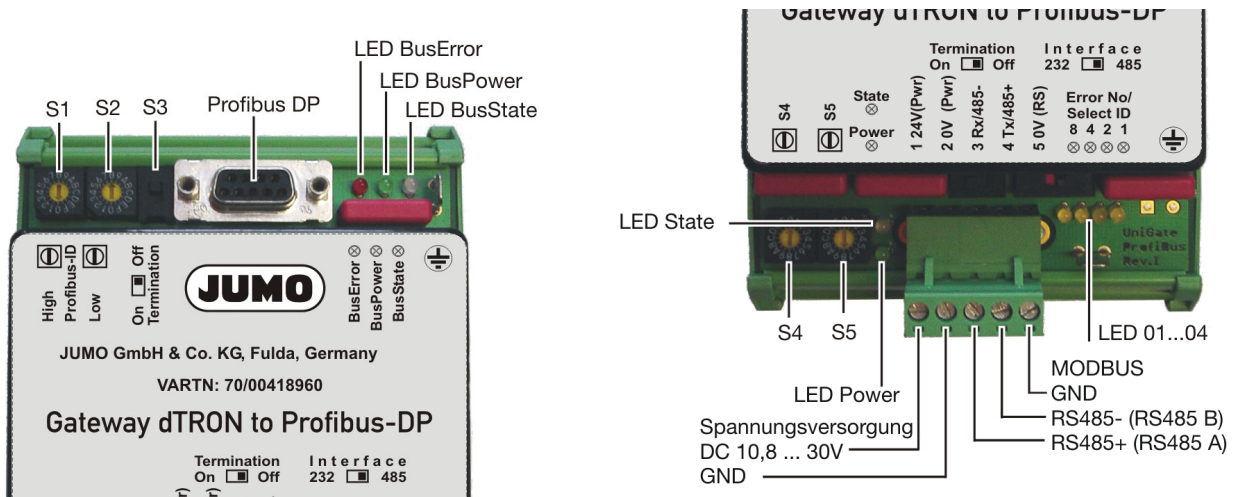 LED BusError
LED BusPower
LED BusState
S1
S2
S3
Profibus DP
High
Profibus-ID
Low
On Off
Termination
JUMO
BusError
BusPower
BusState
JUMO GmbH & Co. KG, Fulda, Germany
VARTN: 70/00418960
Gateway dTRON to Profibus-DP
Termination
On Off
Interface
232 485
Gateway dTRON to Profibus-DP
Termination
On Off
Interface
232 485
S4
S5
State
Power
1 24V(Pwr)
2 0V (Pwr)
3 Rx/485-
4 Tx/485+
5 0V (RS)
Error No/
Select ID
8 4 2 1
LED State
UniGate
ProfiBus
Rev.I
S4
S5
LED Power
LED 01...04
MODBUS
GND
RS485- (RS485 B)
RS485+ (RS485 A)
Spannungsversorgung
DC 10,8 ... 30V
GND